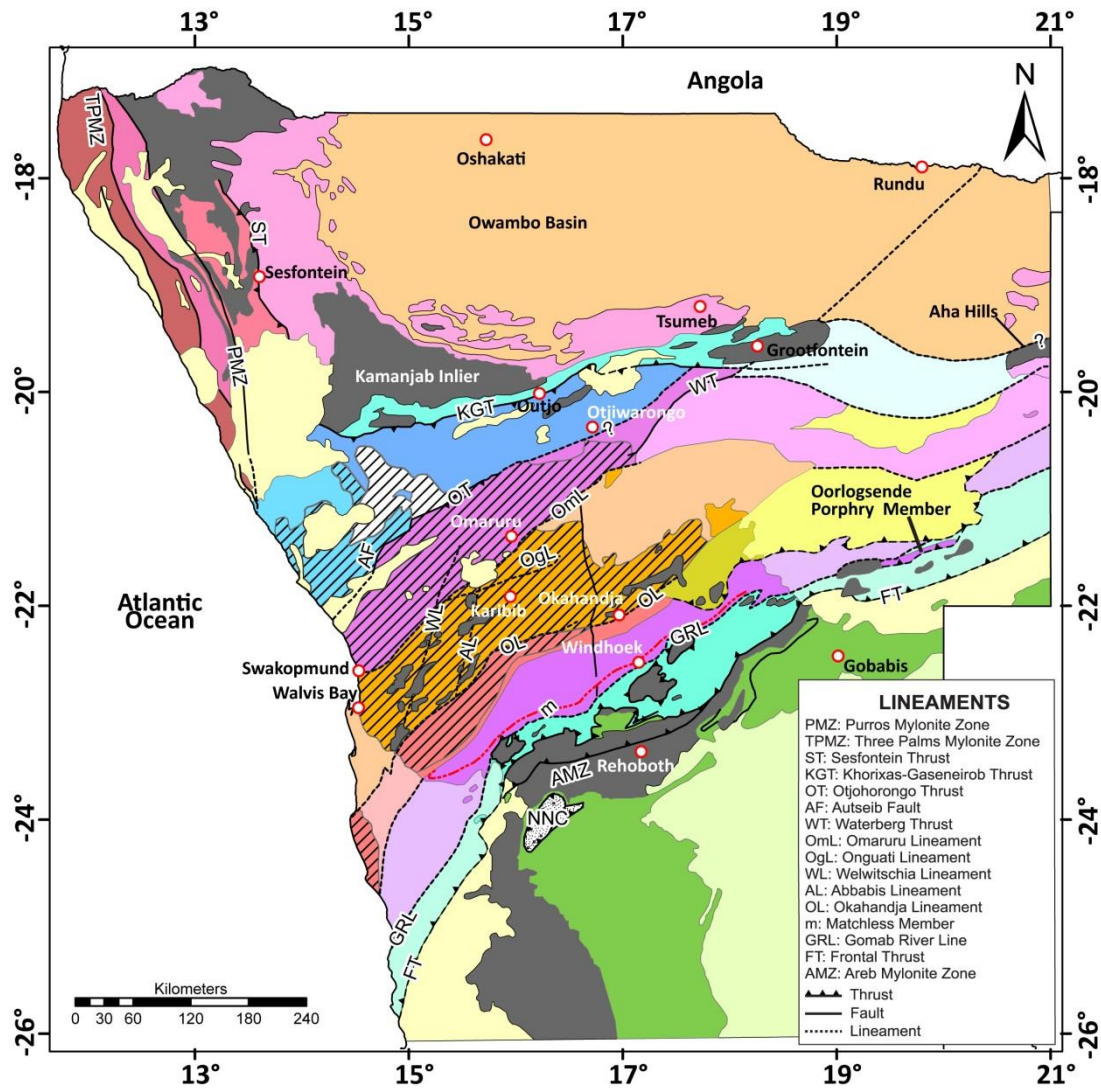 13°
15°
17°
19°
21°
Angola
N
TPMZ
Oshakati
-18°
-18°
Rundu
Owambo Basin
ST
Sesfontein
Tsumeb
Aha Hills
?
Grootfontein
PMZ
Kamanjab Inlier
WT
-20°
-20°
KGT
Outjo
Otjiwarongo
?
OT
Oorlogsende
Porphry Member
OmL
Omaruru
AF
OgL
Atlantic
Ocean
WL
Karibib
Okahandja
OL
FT
-22°
-22°
AL
OL
GRL
Windhoek
Gobabis
Swakopmund
Walvis Bay
m
AMZ
Rehoboth
NNC
-24°
-24°
GRL
FT
-26°
-26°
Kilometers
0 30 60 120 180 240
LINEAMENTS
PMZ: Purros Mylonite Zone
TPMZ: Three Palms Mylonite Zone
ST: Sesfontein Thrust
KGT: Khorixas-Gaseneirob Thrust
OT: Otjohorongo Thrust
AF: Autseib Fault
WT: Waterberg Thrust
OmL: Omaruru Lineament
OgL: Onguati Lineament
WL: Welwitschia Lineament
AL: Abbabis Lineament
OL: Okahandja Lineament
m: Matchless Member
GRL: Gomab River Line
FT: Frontal Thrust
AMZ: Areb Mylonite Zone
Thrust
Fault
Lineament
13°
15°
17°
19°
21°